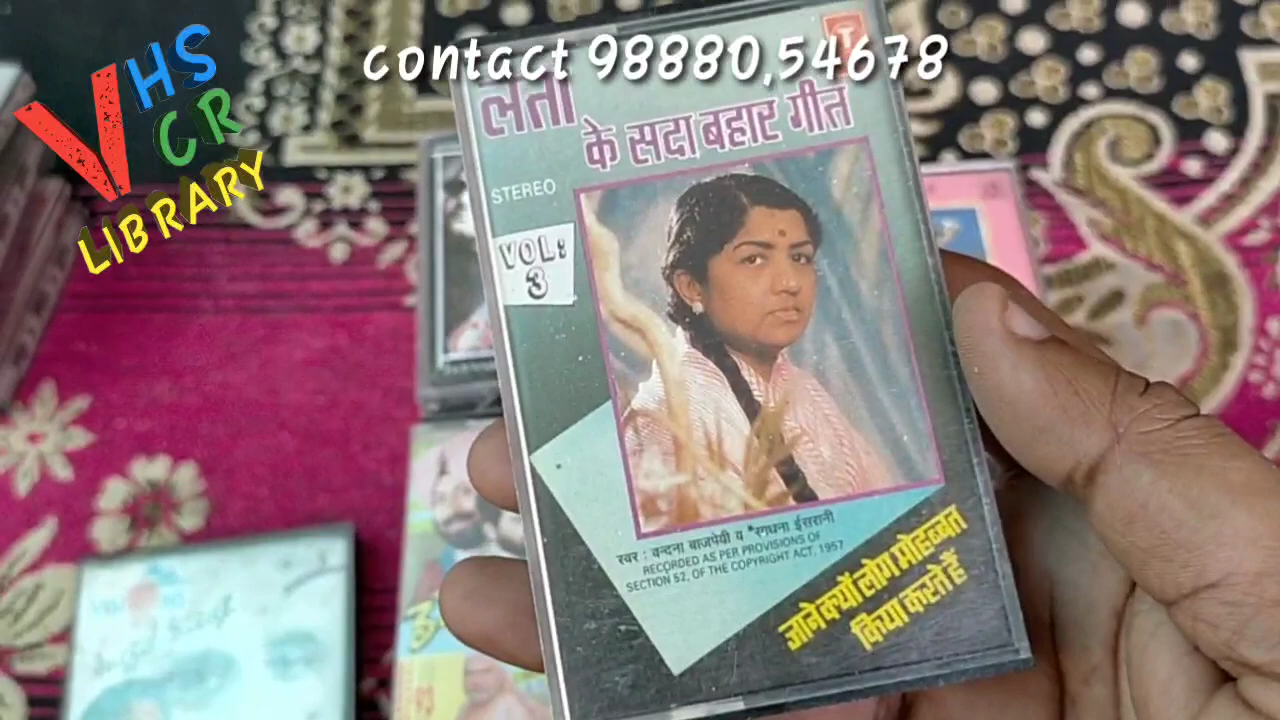 contact 98880,54678
VHS
CR
LIBRARY
T
लता
के सदा बहार गीत
STEREO
VOL:
3
स्वर : वन्दना बाजपेयी व *साधना ईसरानी
RECORDED AS PER PROVISIONS OF
SECTION 52, OF THE COPYRIGHT ACT, 1957
जाने क्यों लोग मोहब्बत
किया करते हैं